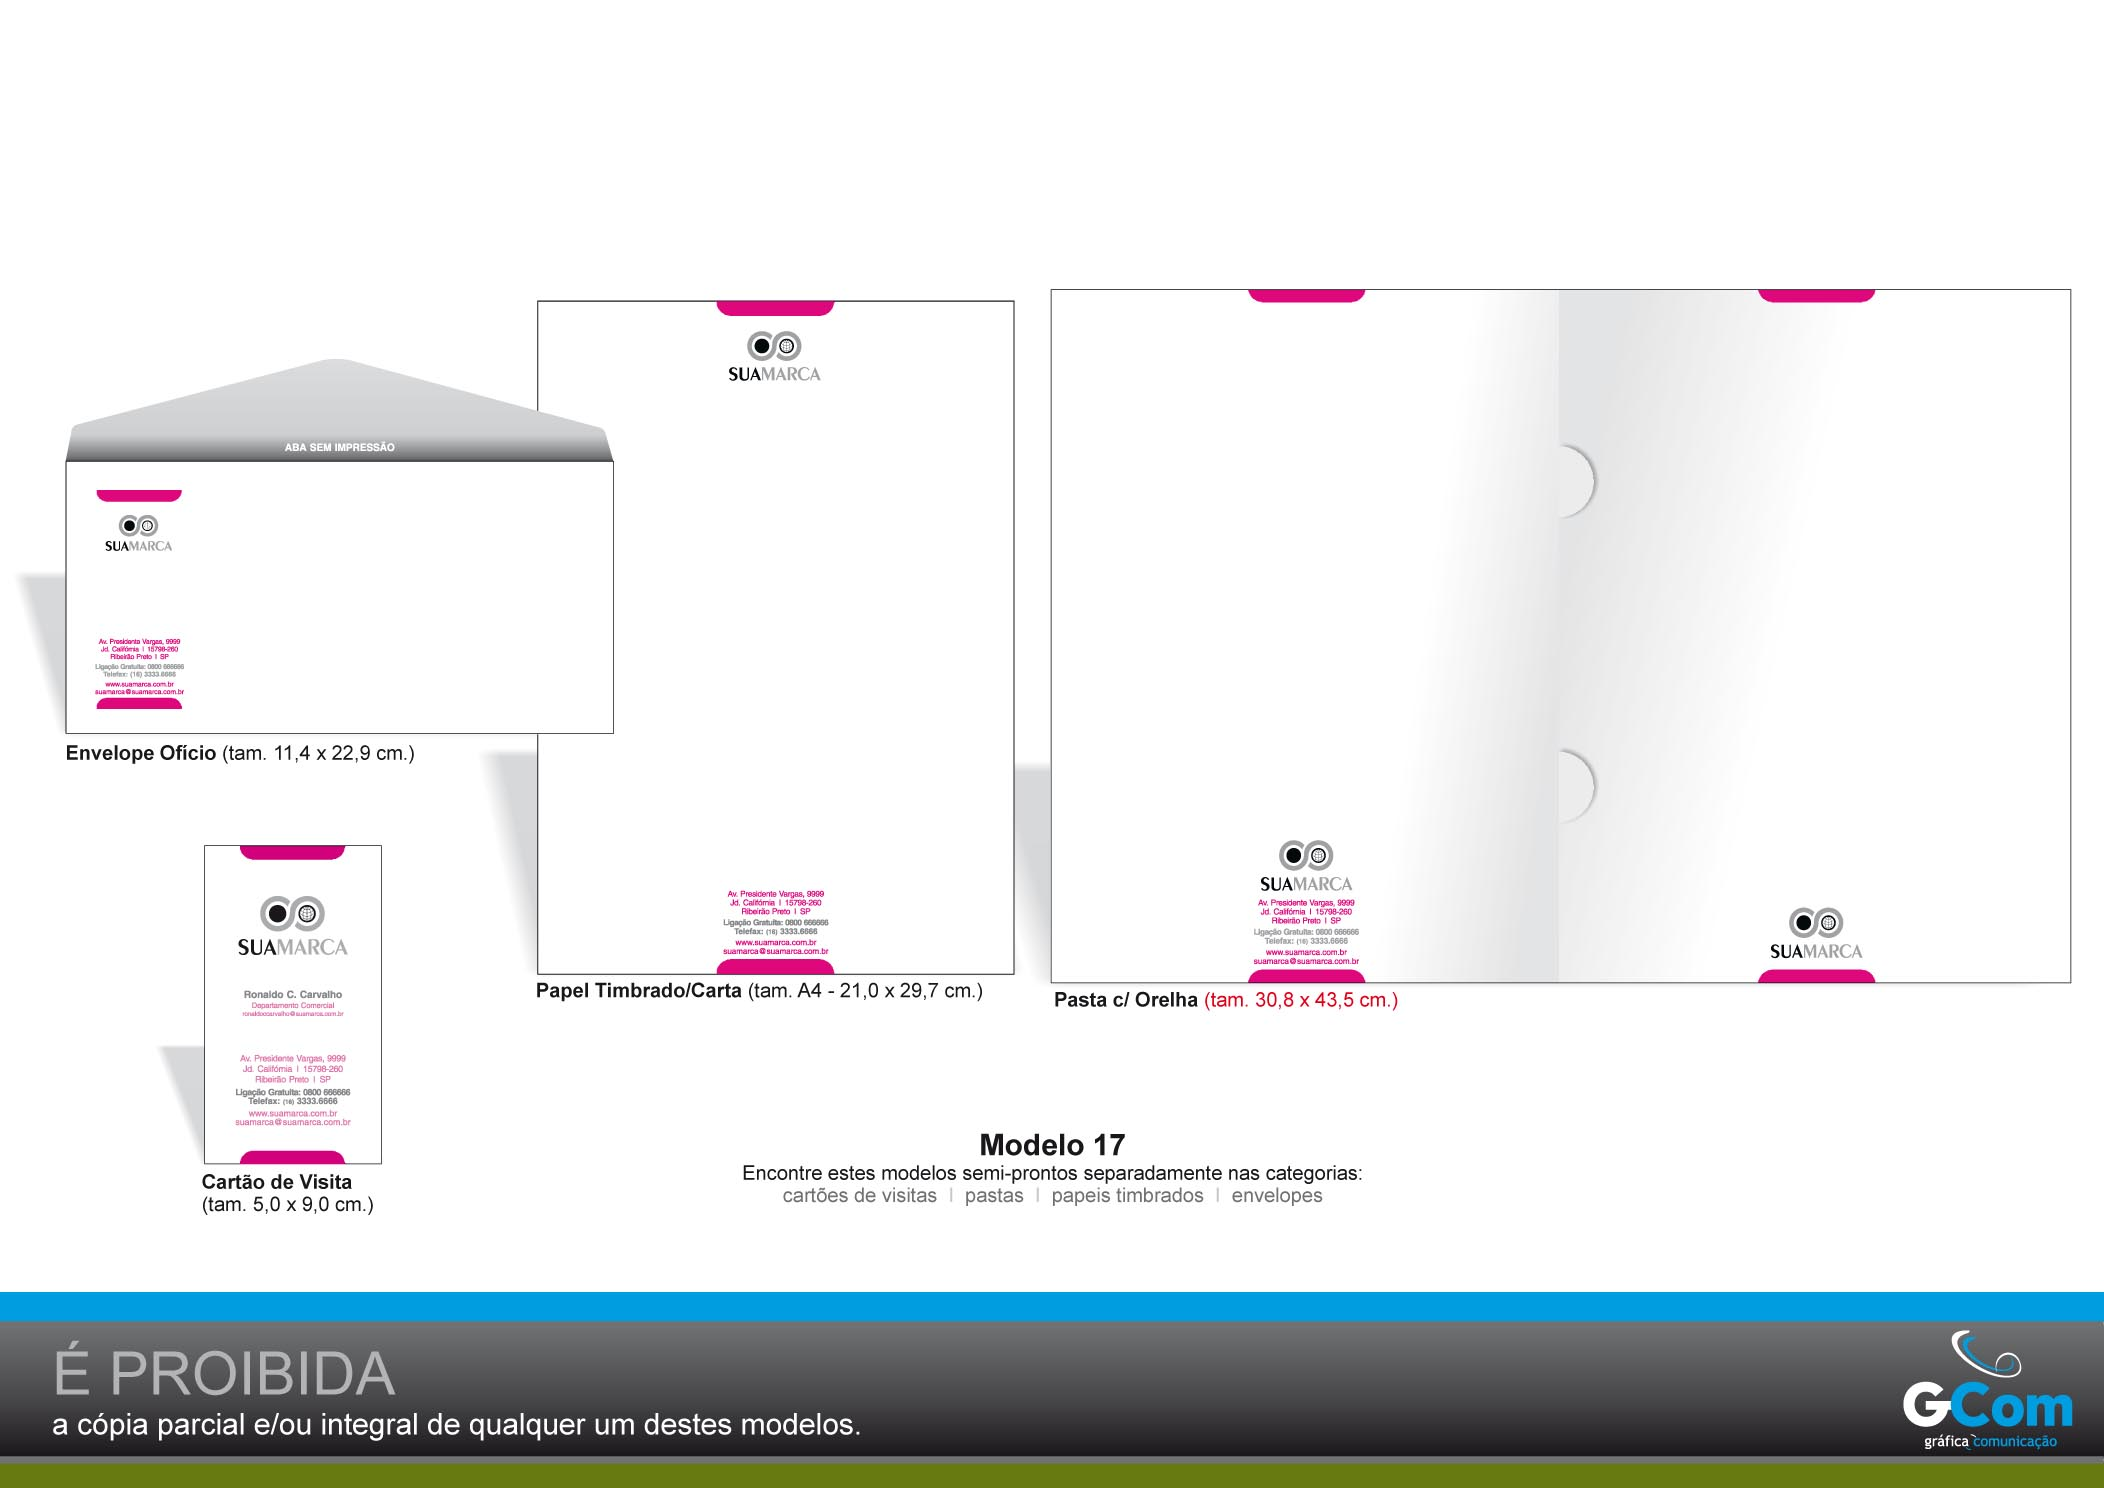 ABA SEM IMPRESSÃO
SUAMARCA
Av. Presidente Vargas, 9999
Jd. Califórnia I 15798-260
Ribeirão Preto I SP
Ligação Gratuita: 0800 666666
Telefax: (16) 3333.6666
www.suamarca.com.br
suamarca@suamarca.com.br
Envelope Ofício (tam. 11,4 x 22,9 cm.)
SUAMARCA
Av. Presidente Vargas, 9999
Jd. Califórnia I 15798-260
Ribeirão Preto I SP
Ligação Gratuita: 0800 666666
Telefax: (16) 3333.6666
www.suamarca.com.br
suamarca@suamarca.com.br
Papel Timbrado/Carta (tam. A4 - 21,0 x 29,7 cm.)
SUAMARCA
Av. Presidente Vargas, 9999
Jd. Califórnia I 15798-260
Ribeirão Preto I SP
Ligação Gratuita: 0800 666666
Telefax: (16) 3333.6666
www.suamarca.com.br
suamarca@suamarca.com.br
SUAMARCA
Pasta c/ Orelha (tam. 30,8 x 43,5 cm.)
SUAMARCA
Ronaldo C. Carvalho
Departamento Comercial
ronaldoccarvalho@suamarca.com.br
Av. Presidente Vargas, 9999
Jd. Califórnia I 15798-260
Ribeirão Preto I SP
Ligação Gratuita: 0800 666666
Telefax: (16) 3333.6666
www.suamarca.com.br
suamarca@suamarca.com.br
Cartão de Visita
(tam. 5,0 x 9,0 cm.)
Modelo 17
Encontre estes modelos semi-prontos separadamente nas categorias:
cartões de visitas I pastas I papeis timbrados I envelopes
É PROIBIDA
a cópia parcial e/ou integral de qualquer um destes modelos.
GCom
gráfica comunicação